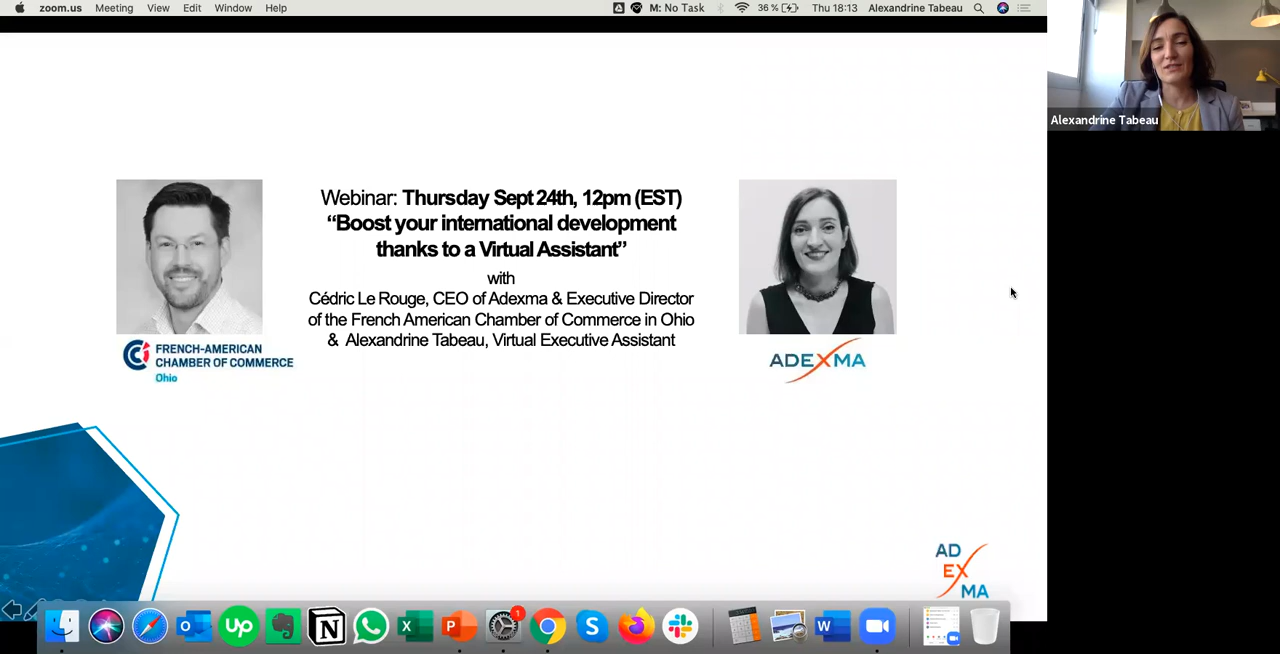 zoom.us Meeting View Edit Window Help
M: No Task 36 % Thu 18:13 Alexandrine Tabeau
Alexandrine Tabeau
Webinar: Thursday Sept 24th, 12pm (EST)
“Boost your international development
thanks to a Virtual Assistant”
with
Cédric Le Rouge, CEO of Adexma & Executive Director
of the French American Chamber of Commerce in Ohio
& Alexandrine Tabeau, Virtual Executive Assistant
FRENCH-AMERICAN
CHAMBER OF COMMERCE
Ohio
ADEXMA
AD
EX
MA
O
up
N
X
P
1
S
W